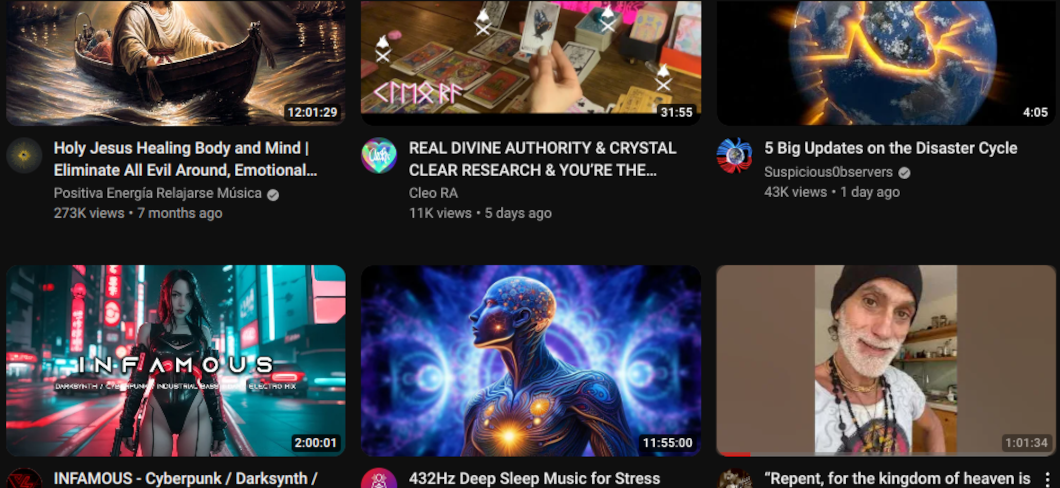 12:01:29
ᐸLΣO RA
31:55
4:05
Holy Jesus Healing Body and Mind |
Eliminate All Evil Around, Emotional...
Positiva Energía Relajarse Música
273K views • 7 months ago
REAL DIVINE AUTHORITY & CRYSTAL
CLEAR RESEARCH & YOU'RE THE...
Cleo RA
11K views • 5 days ago
5 Big Updates on the Disaster Cycle
Suspicious0bservers
43K views • 1 day ago
INFAMOUS
DARKSYNTH / CYBERPUNK / INDUSTRIAL BASS ELECTRO MIX
2:00:01
11:55:00
1:01:34
INFAMOUS - Cyberpunk / Darksynth /
432Hz Deep Sleep Music for Stress
“Repent, for the kingdom of heaven is